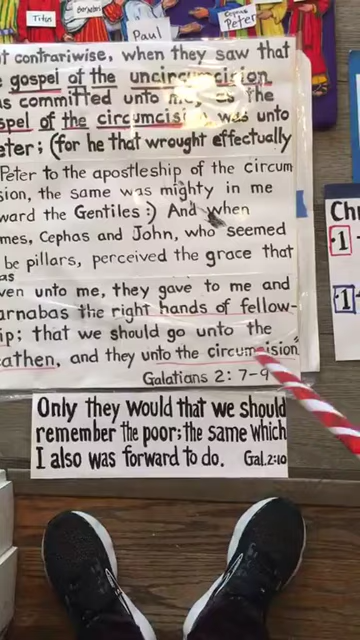 Titus
Barnabas
Paul
Cephas
Peter
contrariwise, when they saw that
gospel of the uncircumcision
committed unto me, as the
of the circumcision was unto
; (for he that wrought effectually
Peter to the apostleship of the circum
sion, the same was mighty in me
ward the Gentiles:) And when
mes, Cephas and John, who seemed
be pillars, perceived the grace that
as
ven unto me, they gave to me and
arnabas the right hands of fellow-
ip; that we should go unto the
eathen, and they unto the circumcision."
Galatians 2: 7-9
Only they would that we should
remember the poor; the same which
I also was forward to do. Gal. 2:10
Chr
1
1